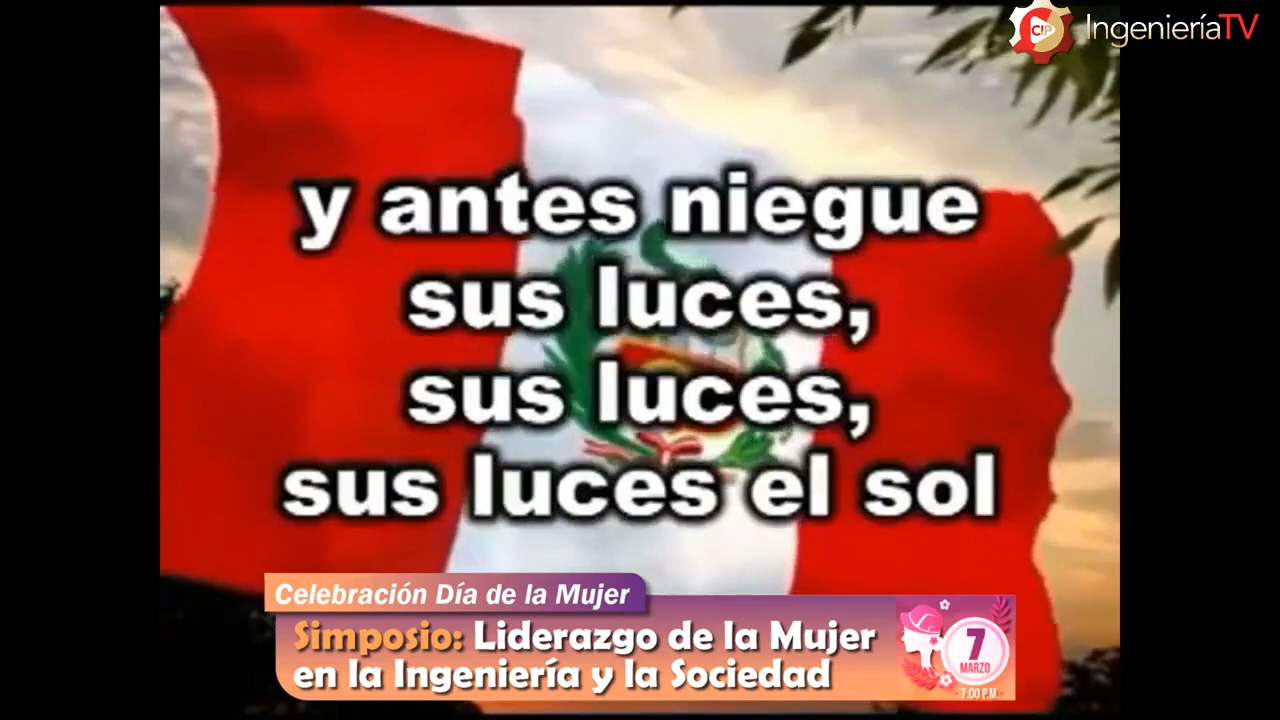 CIP IngenieríaTV
y antes niegue
sus luces,
sus luces,
sus luces el sol
Celebración Día de la Mujer
Simposio: Liderazgo de la Mujer
en la Ingeniería y la Sociedad
7
MARZO
7:00 P.M.